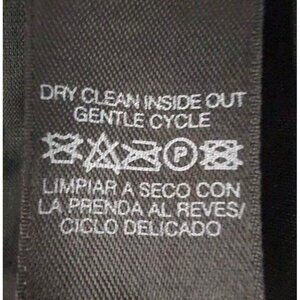 DRY CLEAN INSIDE OUT
GENTLE CYCLE
P
LIMPIAR A SECO CON
LA PRENDA AL REVES/
CICLO DELICADO